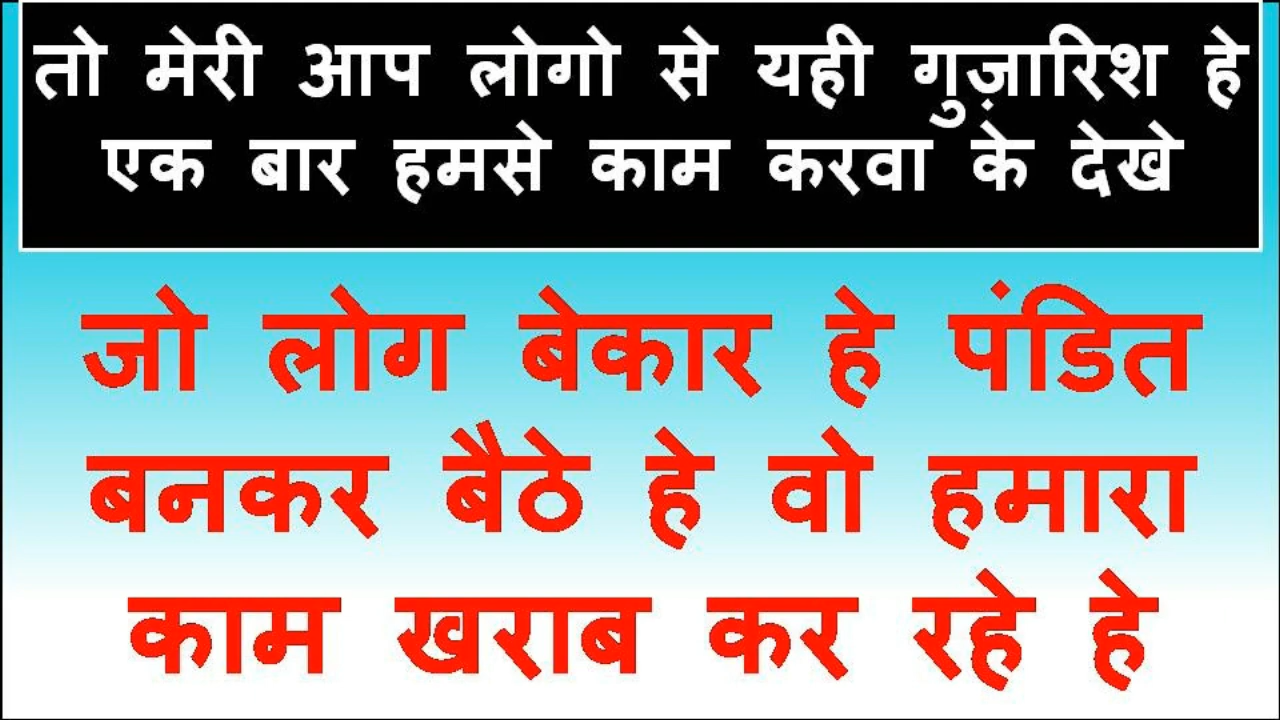 तो मेरी आप लोगो से यही गुज़ारिश हे
एक बार हमसे काम करवा के देखे
जो लोग बेकार हे पंडित
बनकर बैठे हे वो हमारा
काम खराब कर रहे हे